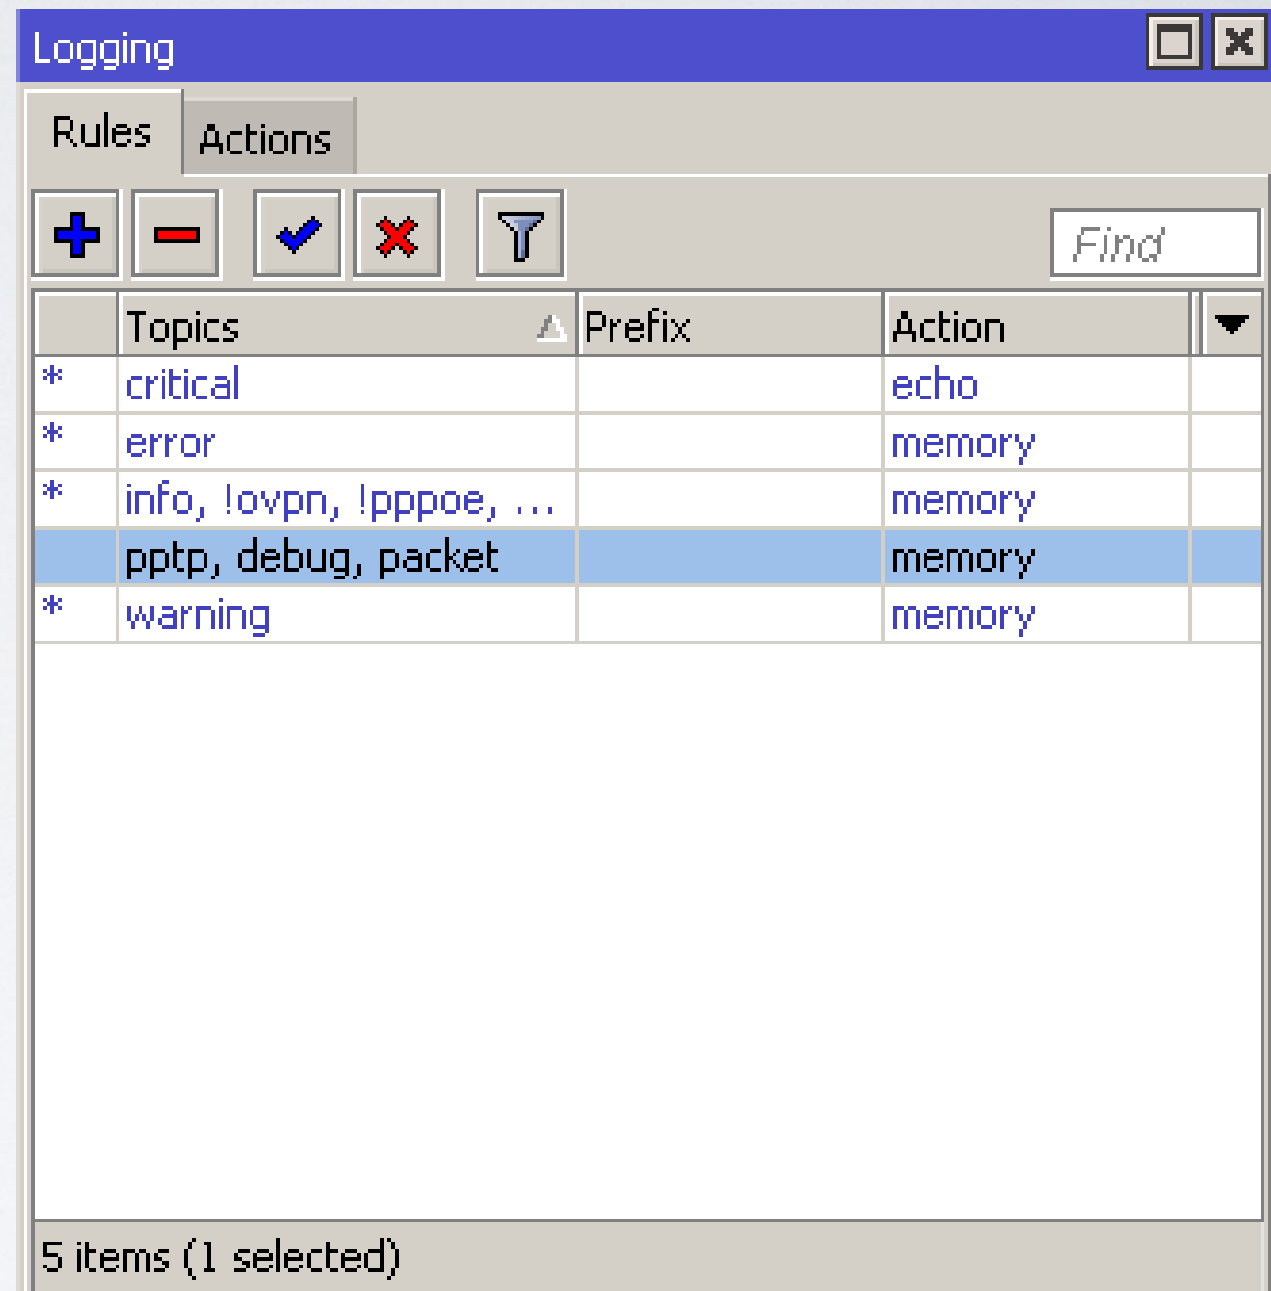 Logging
Rules Actions
Find
Topics Prefix Action
* critical echo
* error memory
* info, !ovpn, !pppoe, ... memory
pptp, debug, packet memory
* warning memory
5 items (1 selected)